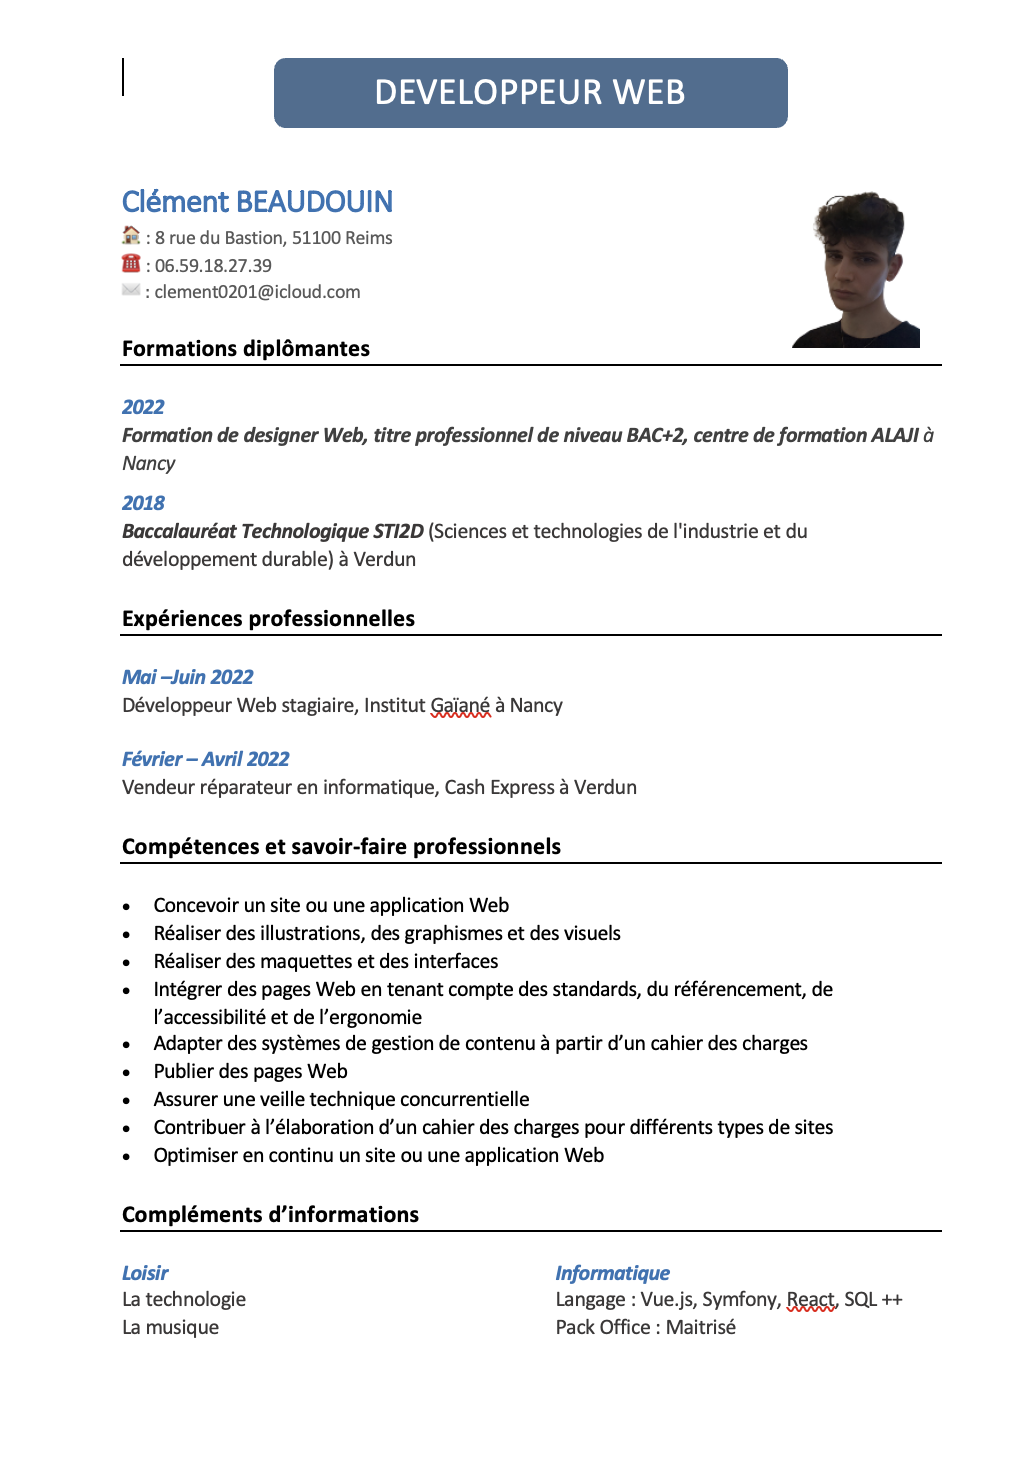 DEVELOPPEUR WEB
Clément BEAUDOUIN
: 8 rue du Bastion, 51100 Reims
: 06.59.18.27.39
: clement0201@icloud.com
Formations diplômantes
2022
Formation de designer Web, titre professionnel de niveau BAC+2, centre de formation ALAJI à
Nancy
2018
Baccalauréat Technologique STI2D (Sciences et technologies de l'industrie et du
développement durable) à Verdun
Expériences professionnelles
Mai –Juin 2022
Développeur Web stagiaire, Institut Gaïané à Nancy
Février – Avril 2022
Vendeur réparateur en informatique, Cash Express à Verdun
Compétences et savoir-faire professionnels
• Concevoir un site ou une application Web
• Réaliser des illustrations, des graphismes et des visuels
• Réaliser des maquettes et des interfaces
• Intégrer des pages Web en tenant compte des standards, du référencement, de
l’accessibilité et de l’ergonomie
• Adapter des systèmes de gestion de contenu à partir d’un cahier des charges
• Publier des pages Web
• Assurer une veille technique concurrentielle
• Contribuer à l’élaboration d’un cahier des charges pour différents types de sites
• Optimiser en continu un site ou une application Web
Compléments d’informations
Loisir
La technologie
La musique
Informatique
Langage : Vue.js, Symfony, React, SQL ++
Pack Office : Maitrisé